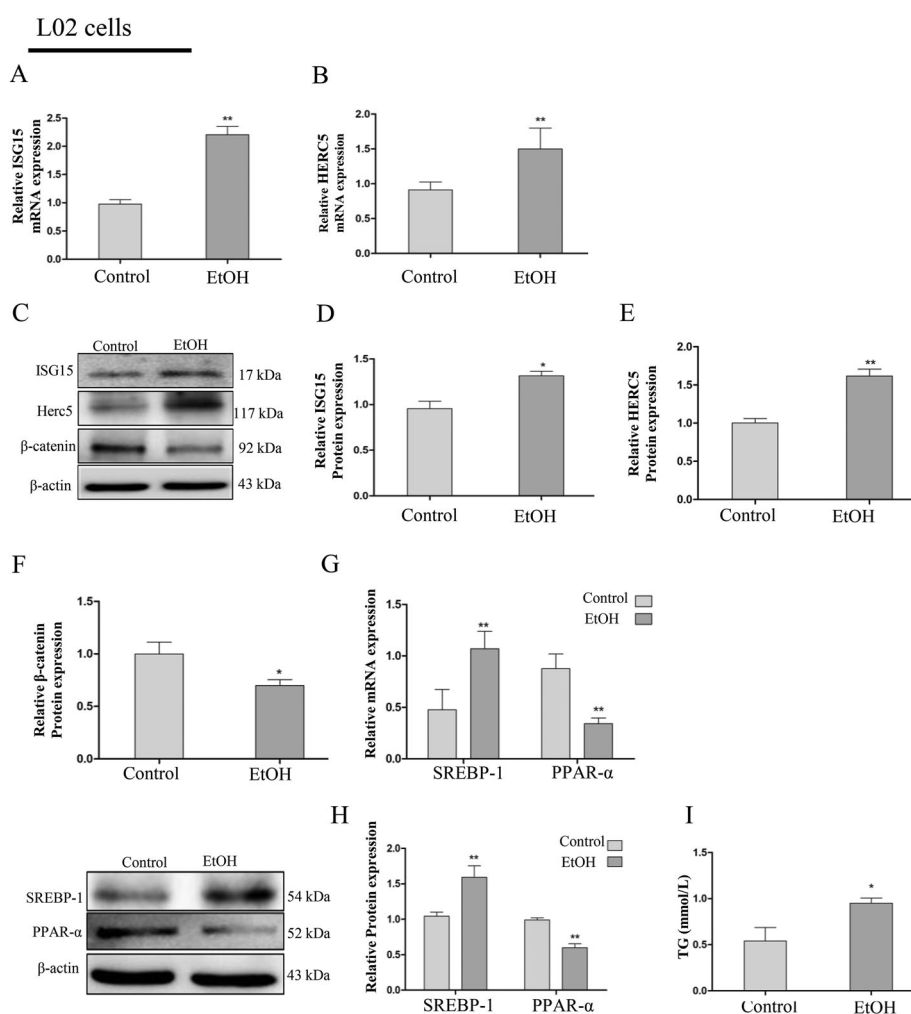 L02 cells
A
Relative ISG15
mRNA expression
2.5
2.0
1.5
1.0
0.5
0.0
**
Control EtOH
B
Relative HERC5
mRNA expression
2.0
1.5
1.0
0.5
0.0
**
Control EtOH
C
Control EtOH
ISG15 17 kDa
Herc5 117 kDa
β-catenin 92 kDa
β-actin 43 kDa
D
Relative ISG15
Protein expression
1.5
1.0
0.5
0.0
*
Control EtOH
E
Relative HERC5
Protein expression
2.0
1.5
1.0
0.5
0.0
**
Control EtOH
F
Relative β-catenin
Protein expression
1.5
1.0
0.5
0.0
*
Control EtOH
G
Relative mRNA expression
1.5
1.0
0.5
0.0
Control
EtOH
**
**
SREBP-1 PPAR-α
Control EtOH
SREBP-1 54 kDa
PPAR-α 52 kDa
β-actin 43 kDa
H
Relative Protein expression
2.0
1.5
1.0
0.5
0.0
Control
EtOH
**
**
SREBP-1 PPAR-α
I
TG (mmol/L)
1.5
1.0
0.5
0.0
*
Control EtOH